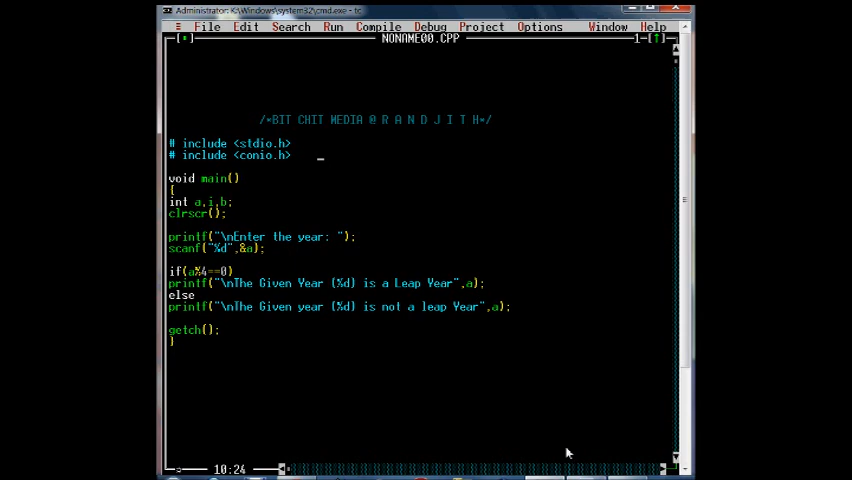 Administrator: K:\Windows\system32\cmd.exe - tc
≡ File Edit Search Run Compile Debug Project Options Window Help
NONAME00.CPP 1
/*BIT CHIT MEDIA @ R A N D J I T H*/
# include <stdio.h>
# include <conio.h>
void main()
{
int a,i,b;
clrscr();
printf("\nEnter the year: ");
scanf("%d",&a);
if(a%4==0)
printf("\nThe Given Year (%d) is a Leap Year",a);
else
printf("\nThe Given year (%d) is not a leap Year",a);
getch();
}
10:24